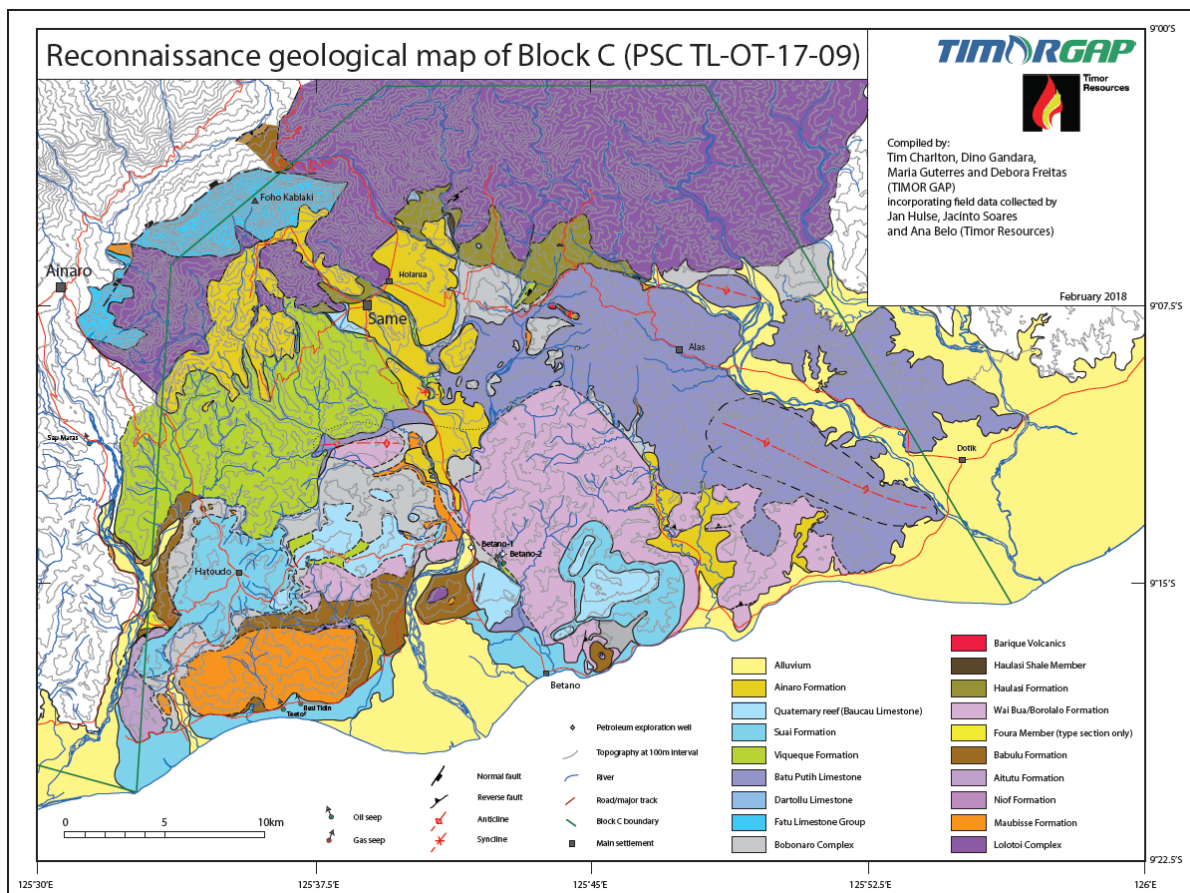 Reconnaissance geological map of Block C (PSC TL-OT-17-09)
TIMORGAP
Timor
Resources
Compiled by:
Tim Charlton, Dino Gandara,
Maria Guterres and Debora Freitas
(TIMOR GAP)
incorporating field data collected by
Jan Hulse, Jacinto Soares
and Ana Belo (Timor Resources)
February 2018
9°00'S
9°07.5'S
9°15'S
9°22.5'S
Foho Kablaki
Ainaro
Holarua
Same
Alas
Sap Maras
Dotik
Betano-1
Betano-2
Hatoudo
Betano
Besi Tidin
Teetof
Petroleum exploration well
Topography at 100m interval
River
Road/major track
Block C boundary
Main settlement
Normal fault
Reverse fault
Anticline
Syncline
Oil seep
Gas seep
0 5 10km
Alluvium
Ainaro Formation
Quaternary reef (Baucau Limestone)
Suai Formation
Viqueque Formation
Batu Putih Limestone
Dartollu Limestone
Fatu Limestone Group
Bobonaro Complex
Barique Volcanics
Haulasi Shale Member
Haulasi Formation
Wai Bua/Borolalo Formation
Foura Member (type section only)
Babulu Formation
Aitutu Formation
Niof Formation
Maubisse Formation
Lolotoi Complex
125°30'E
125°37.5'E
125°45'E
125°52.5'E
126°E